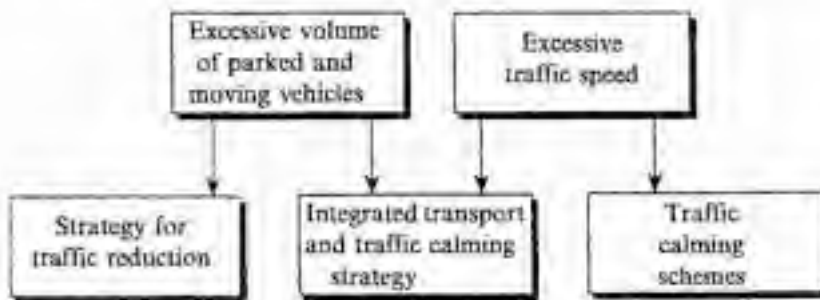 Excessive volume
of parked and
moving vehicles
Excessive
traffic speed
Strategy for
traffic reduction
Integrated transport
and traffic calming
strategy
Traffic
calming
schemes